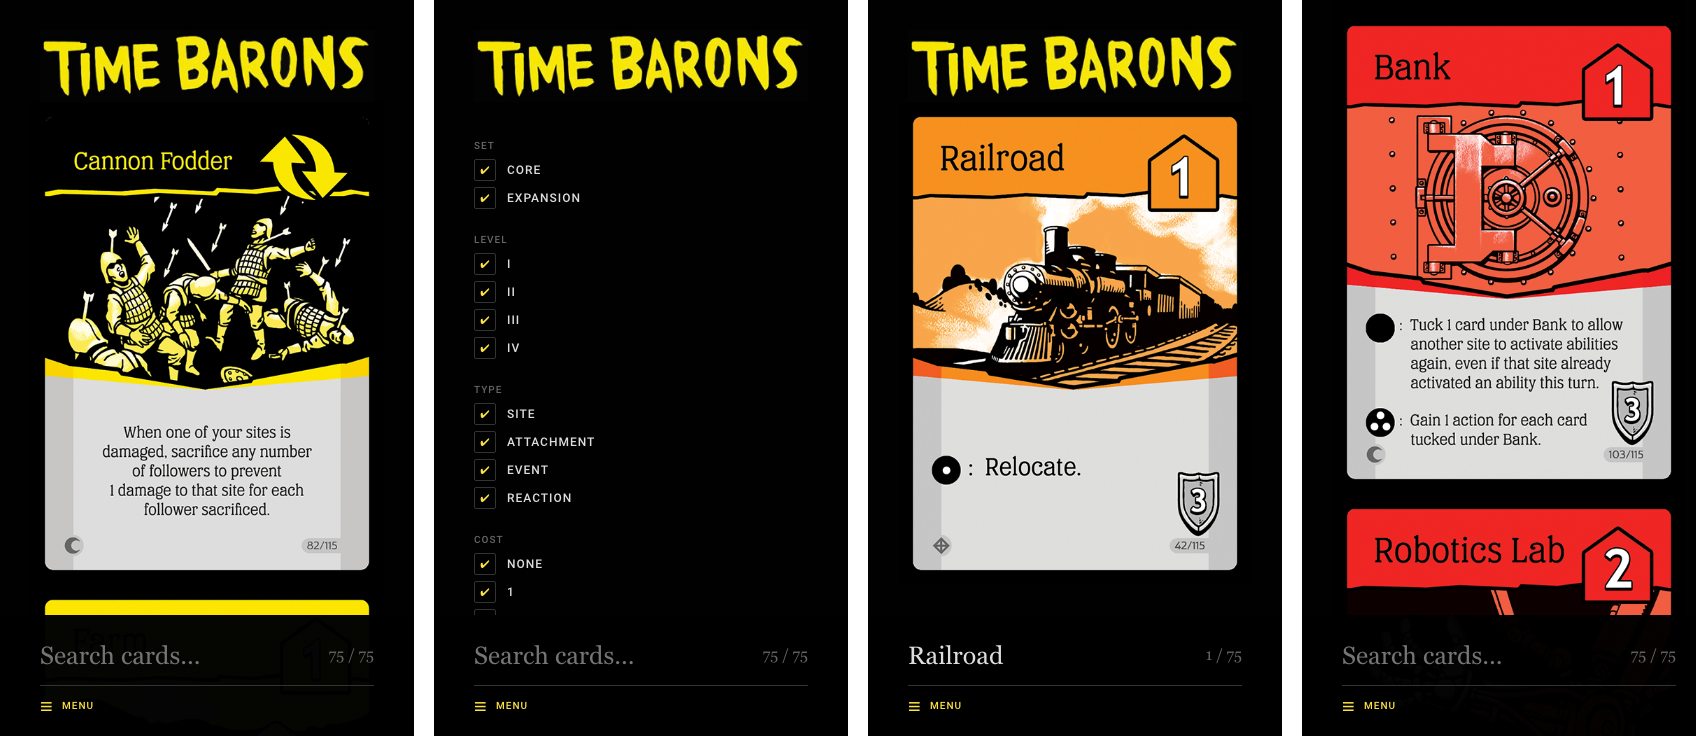 TIME BARONS
Cannon Fodder
When one of your sites is
damaged, sacrifice any number
of followers to prevent
1 damage to that site for each
follower sacrificed.
82/115
Farm
1
Search cards...
75 / 75
MENU
TIME BARONS
SET
CORE
EXPANSION
LEVEL
I
II
III
IV
TYPE
SITE
ATTACHMENT
EVENT
REACTION
COST
NONE
1
Search cards...
75 / 75
MENU
TIME BARONS
Railroad
1
: Relocate.
3
42/115
Railroad
1 / 75
MENU
Bank
1
: Tuck 1 card under Bank to allow
another site to activate abilities
again, even if that site already
activated an ability this turn.
: Gain 1 action for each card
tucked under Bank.
3
103/115
Robotics Lab
2
Search cards...
75 / 75
MENU